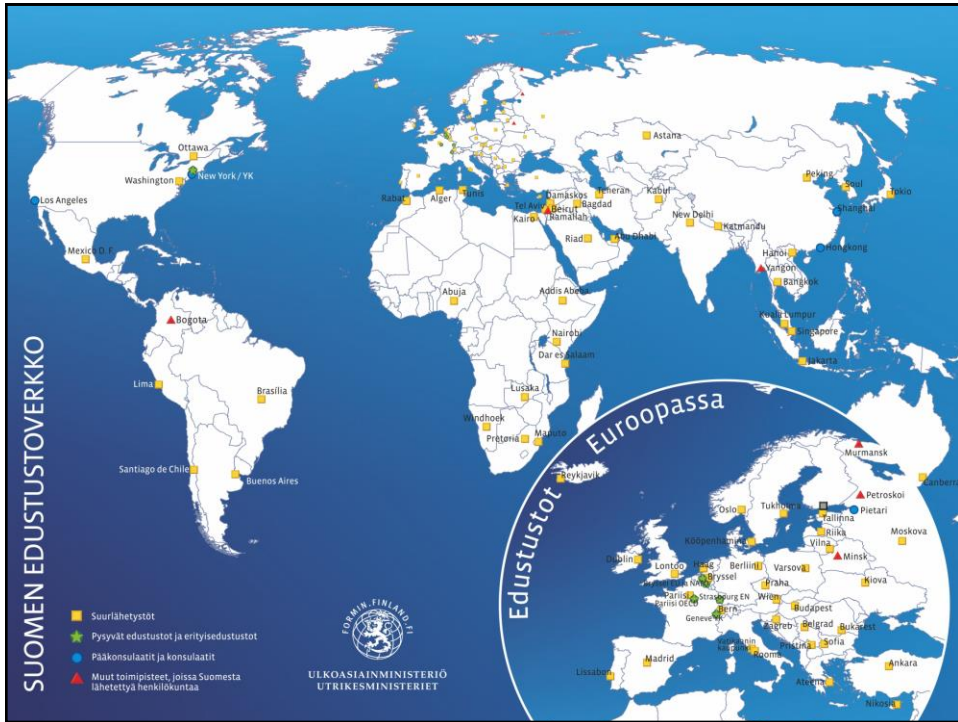 SUOMEN EDUSTUSTOVERKKO
Ottawa
Washington
New York / YK
Los Angeles
Mexico D. F.
Bogota
Lima
Brasília
Santiago de Chile
Buenos Aires
Rabat
Alger
Tunis
Tel Aviv
Damaskos
Beirut
Bagdad
Ramallah
Kairo
Teheran
Kabul
Riad
Abu Dhabi
Astana
New Delhi
Katmandu
Peking
Soul
Tokio
Shanghai
Hongkong
Hanoi
Yangon
Bangkok
Kuala Lumpur
Singapore
Jakarta
Canberra
Abuja
Addis Abeba
Nairobi
Dar es Salaam
Lusaka
Windhoek
Pretoria
Maputo
Edustustot Euroopassa
Reykjavik
Murmansk
Petroskoi
Pietari
Oslo
Tukholma
Tallinna
Riika
Vilna
Moskova
Kööpenhamina
Minsk
Dublin
Lontoo
Haag
Berliini
Varsova
Kiova
Bryssel
Praha
Pariisi
Strasbourg EN
Wien
Pariisi OECD
Bern
Budapest
Geneve YK
Zagreb
Belgrad
Bukarest
Vatikaanin
kaupunki
Rooma
Pristina
Sofia
Madrid
Lissabon
Ankara
Ateena
Nikosia
Suurlähetystöt
Pysyvät edustustot ja erityisedustustot
Pääkonsulaatit ja konsulaatit
Muut toimipisteet, joissa Suomesta
lähetettyä henkilökuntaa
FORMIN.FINLAND.FI
ULKOASIAINMINISTERIÖ
UTRIKESMINISTERIET